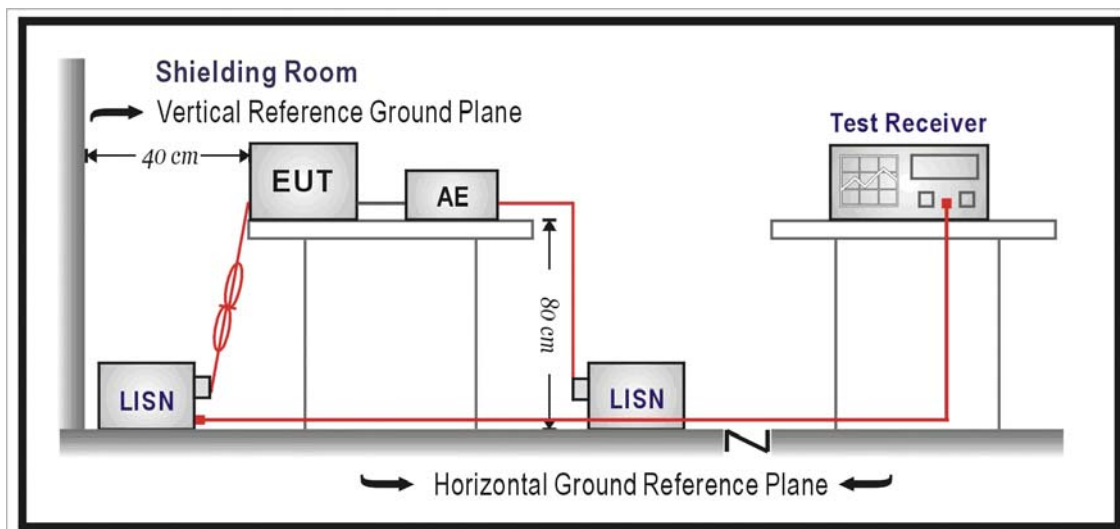 Shielding Room
Vertical Reference Ground Plane
Test Receiver
40 cm
EUT
AE
80 cm
LISN
LISN
Horizontal Ground Reference Plane